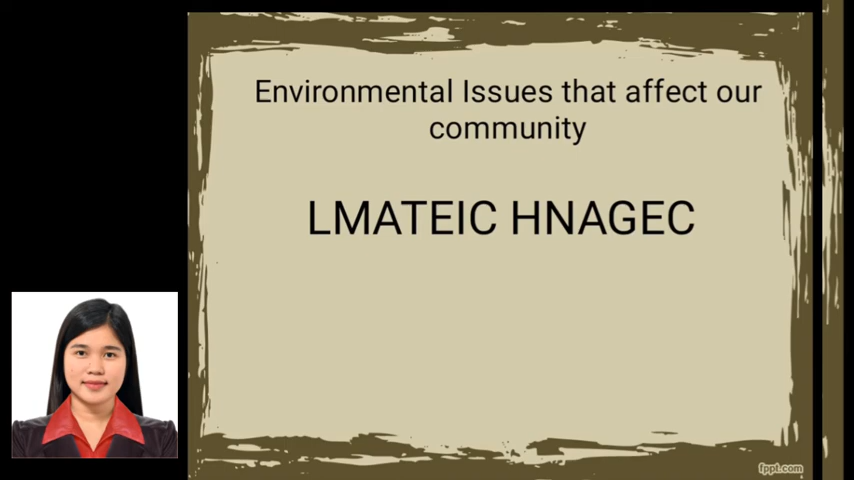 Environmental Issues that affect our
community
LMATEIC HNAGEC
fppt.com